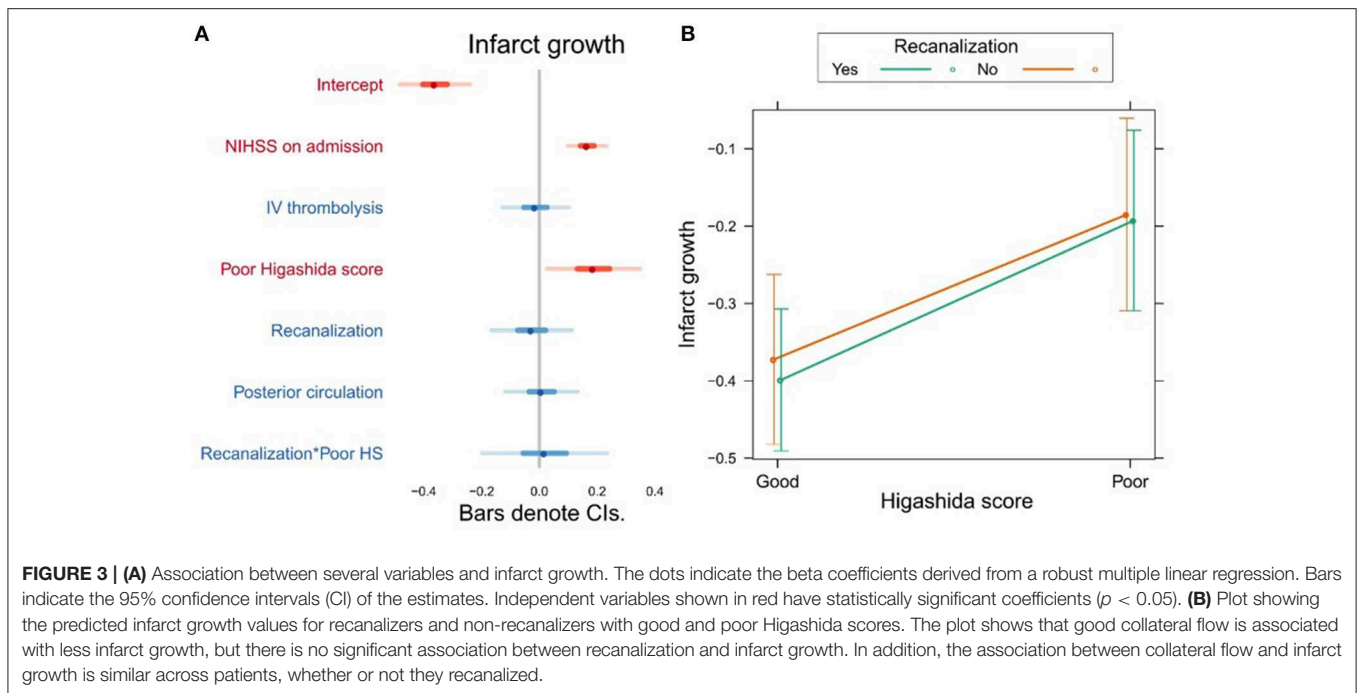 A
Infarct growth
Intercept
NIHSS on admission
IV thrombolysis
Poor Higashida score
Recanalization
Posterior circulation
Recanalization*Poor HS
−0.4 −0.2 0.0 0.2 0.4
Bars denote CIs.
B
Recanalization
Yes No
Infarct growth
−0.1
−0.2
−0.3
−0.4
−0.5
Good Poor
Higashida score
FIGURE 3 | (A) Association between several variables and infarct growth. The dots indicate the beta coefficients derived from a robust multiple linear regression. Bars
indicate the 95% confidence intervals (CI) of the estimates. Independent variables shown in red have statistically significant coefficients (p < 0.05). (B) Plot showing
the predicted infarct growth values for recanalizers and non-recanalizers with good and poor Higashida scores. The plot shows that good collateral flow is associated
with less infarct growth, but there is no significant association between recanalization and infarct growth. In addition, the association between collateral flow and infarct
growth is similar across patients, whether or not they recanalized.